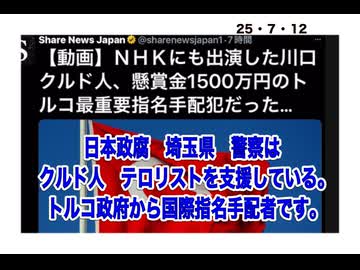 25・7・12
Share News Japan @sharenewsjapan1・7時間
【動画】ＮＨＫにも出演した川口
クルド人、懸賞金1500万円のト
ルコ最重要指名手配犯だった…
日本政腐　埼玉県　警察は
クルド人　テロリストを支援している。
トルコ政府から国際指名手配者です。